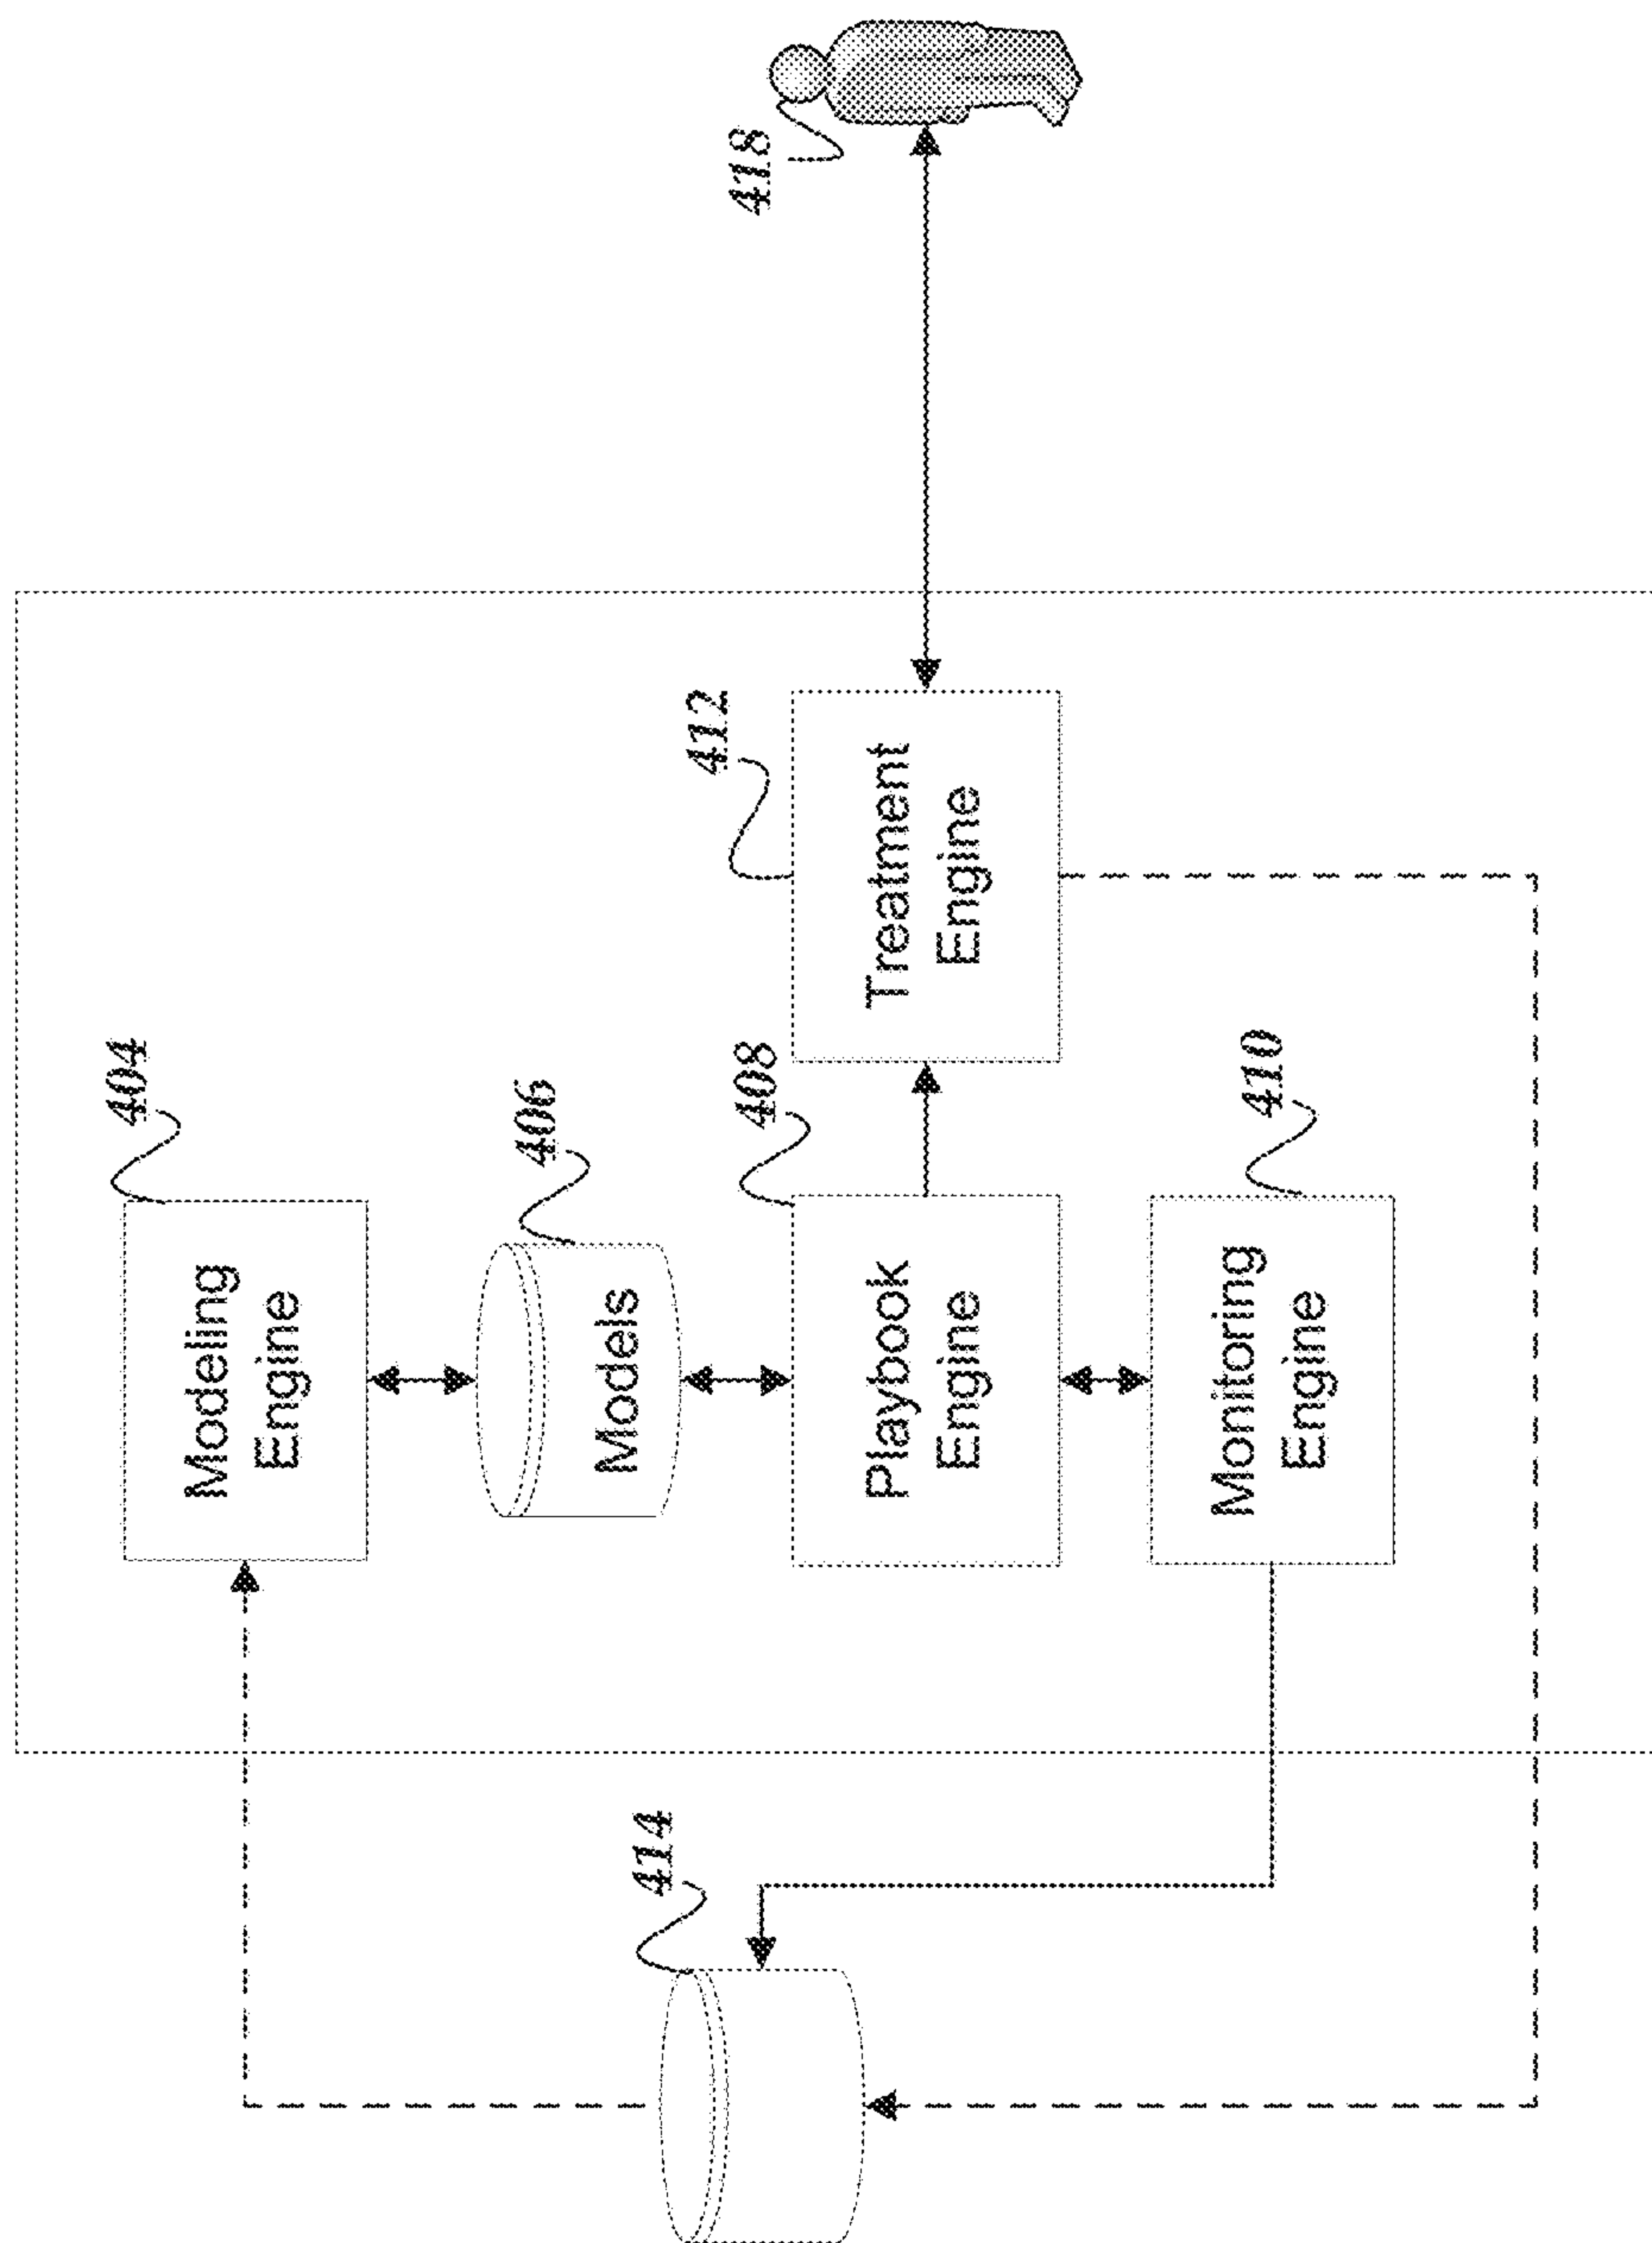 404
Modeling
Engine
406
Models
408
Playbook
Engine
412
Treatment
Engine
410
Monitoring
Engine
414
418